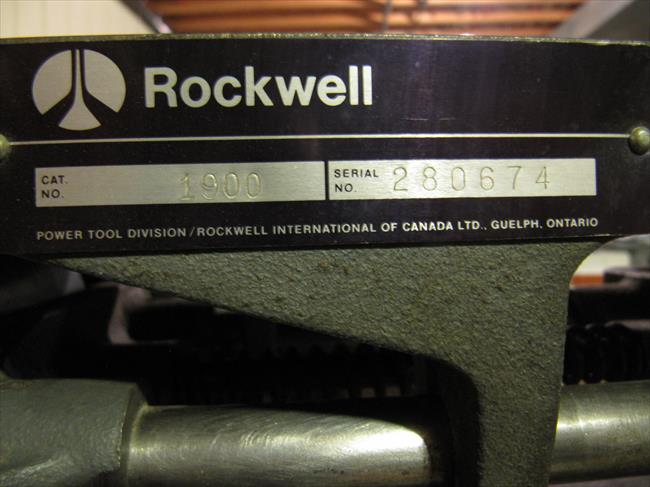 Rockwell
CAT. NO. 1900 SERIAL NO. 280674
POWER TOOL DIVISION / ROCKWELL INTERNATIONAL OF CANADA LTD., GUELPH, ONTARIO